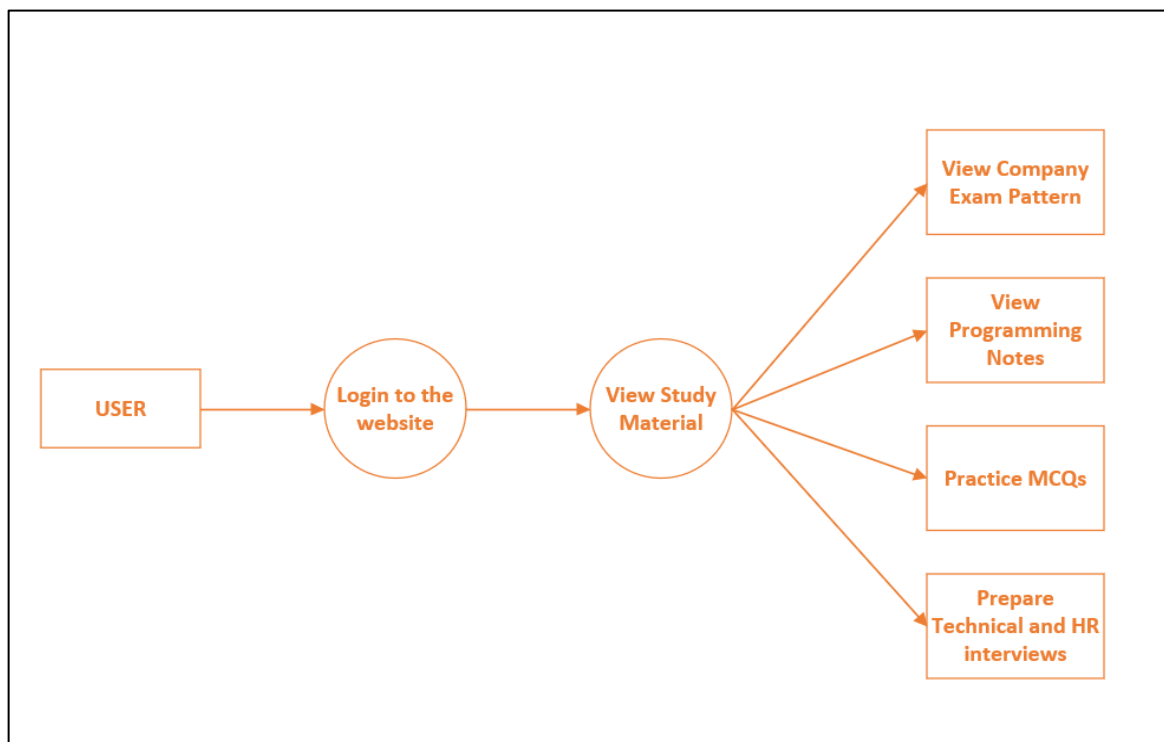 USER
Login to the
website
View Study
Material
View Company
Exam Pattern
View
Programming
Notes
Practice MCQs
Prepare
Technical and HR
interviews